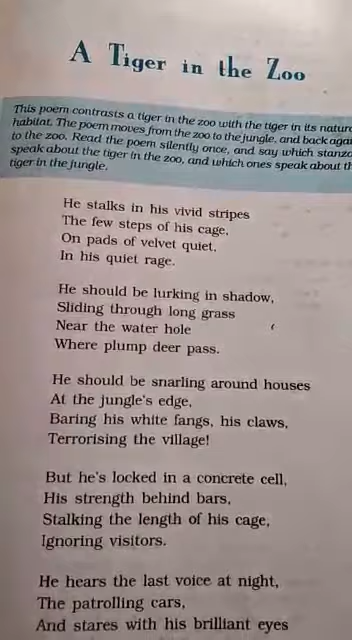 A Tiger in the Zoo
This poem contrasts a tiger in the zoo with the tiger in its
habitat. The poem moves from the zoo to the jungle, and back
to the zoo. Read the poem silently once, and say which
speak about the tiger in the zoo, and which ones speak about
tiger in the jungle.
He stalks in his vivid stripes
The few steps of his cage,
On pads of velvet quiet,
In his quiet rage.
He should be lurking in shadow,
Sliding through long grass
Near the water hole
Where plump deer pass.
He should be snarling around houses
At the jungle's edge,
Baring his white fangs, his claws,
Terrorising the village!
But he's locked in a concrete cell,
His strength behind bars,
Stalking the length of his cage,
Ignoring visitors.
He hears the last voice at night,
The patrolling cars,
And stares with his brilliant eyes